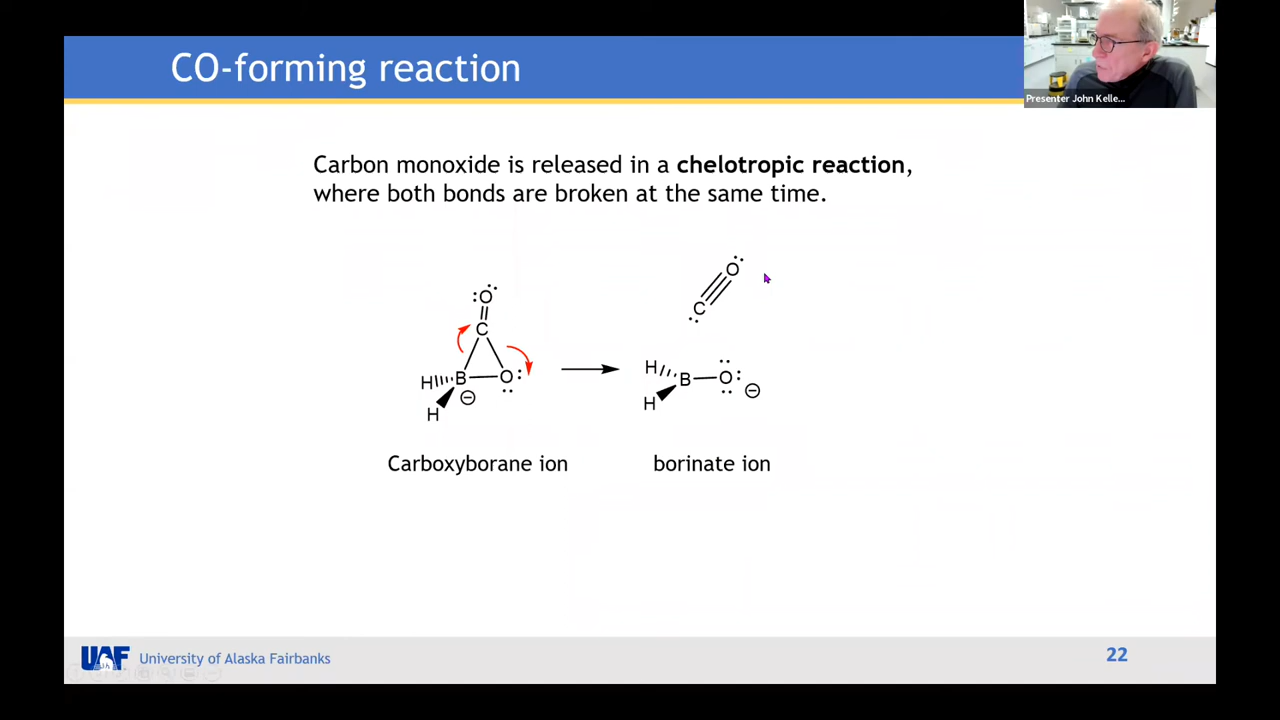 CO-forming reaction
Presenter John Kelle...
Carbon monoxide is released in a chelotropic reaction,
where both bonds are broken at the same time.
O
C
H B O
H
⊖
O
C
H B O
H
⊖
Carboxyborane ion
borinate ion
UAF University of Alaska Fairbanks
22